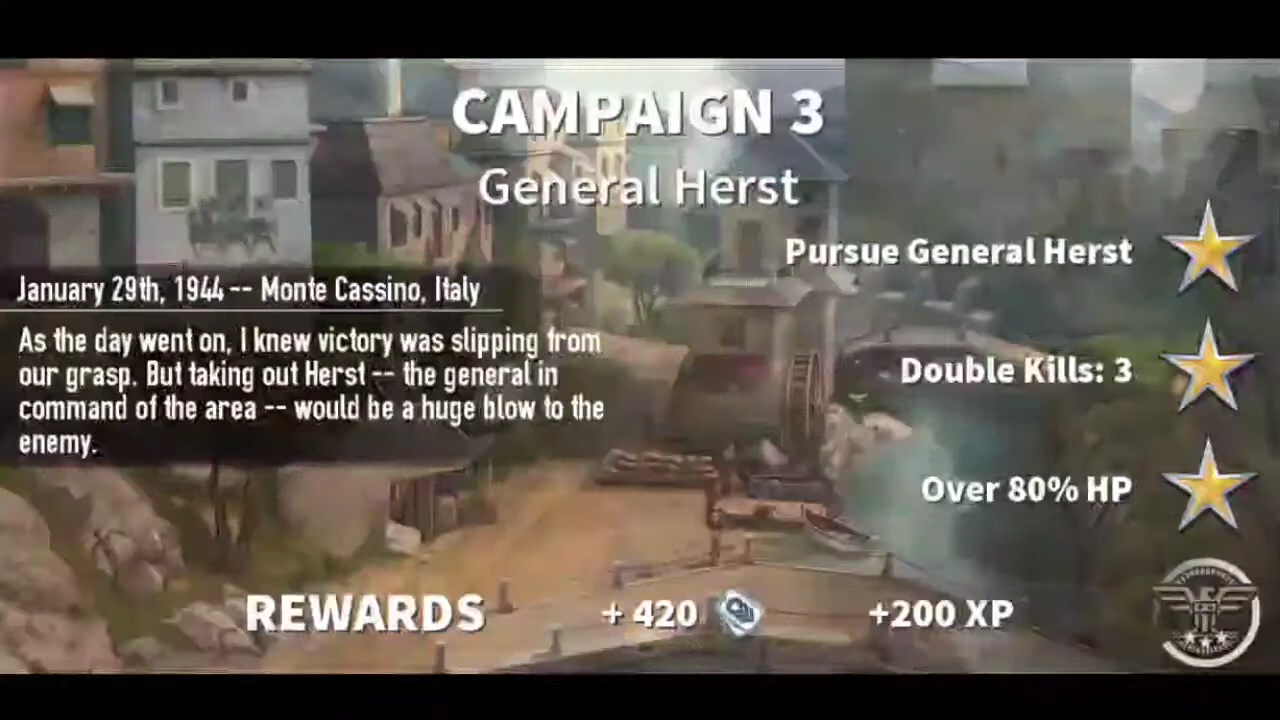 CAMPAIGN 3
General Herst
Pursue General Herst
January 29th, 1944 -- Monte Cassino, Italy
As the day went on, I knew victory was slipping from
our grasp. But taking out Herst -- the general in
command of the area -- would be a huge blow to the
enemy.
Double Kills: 3
Over 80% HP
REWARDS
+ 420
+200 XP